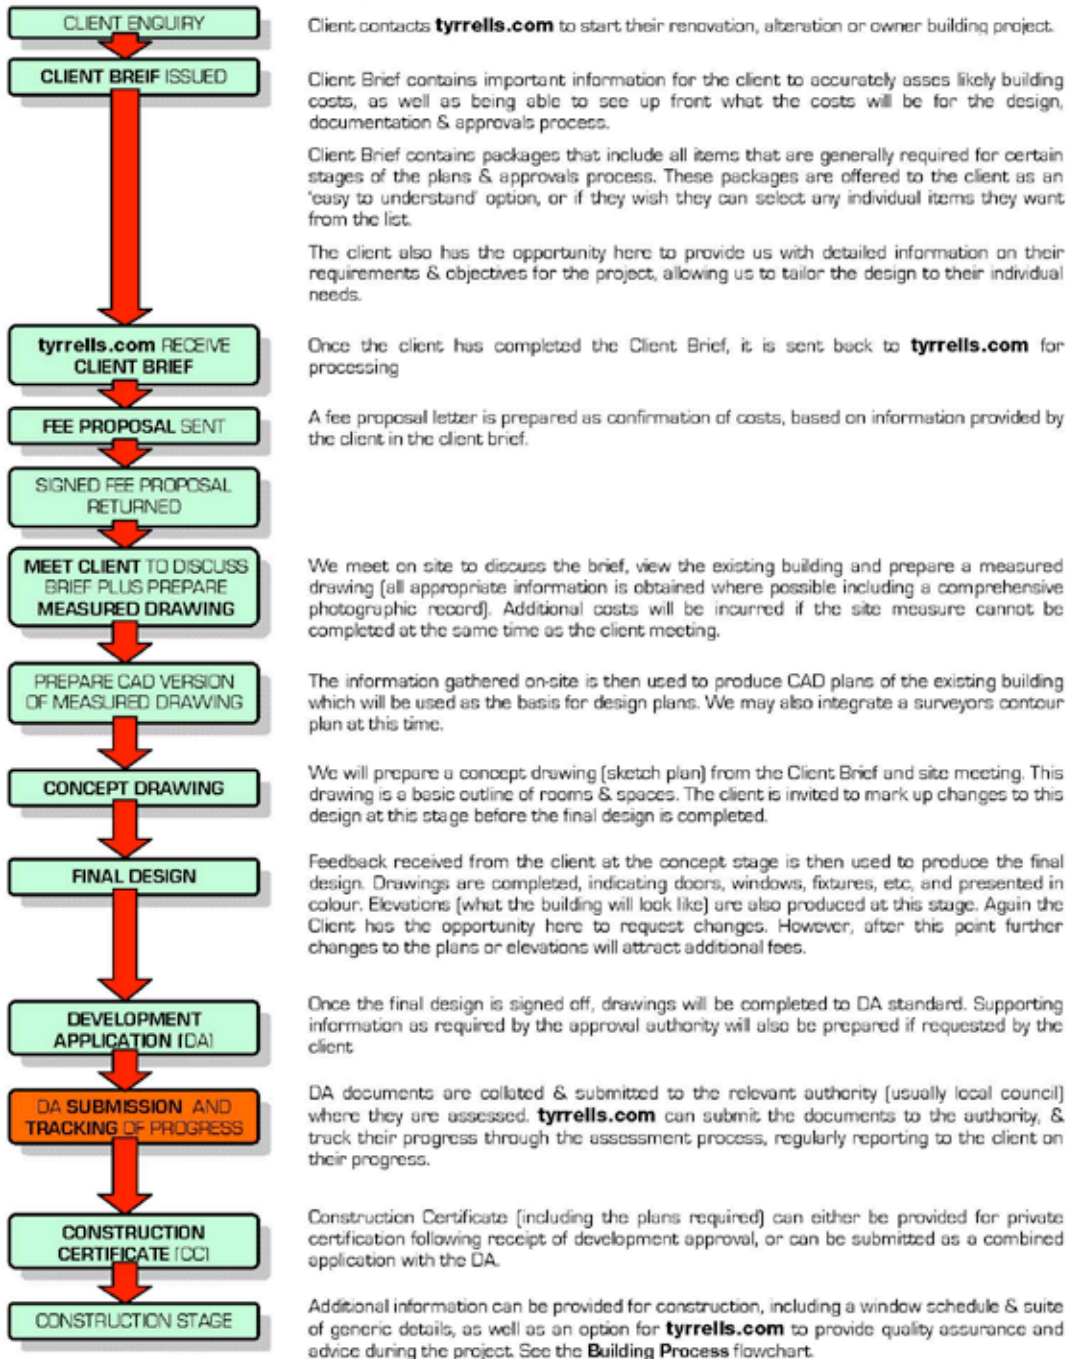 CLIENT ENQUIRY
Client contacts tyrrells.com to start their renovation, alteration or owner building project.
CLIENT BREIF ISSUED
Client Brief contains important information for the client to accurately asses likely building
costs, as well as being able to see up front what the costs will be for the design,
documentation & approvals process.
Client Brief contains packages that include all items that are generally required for certain
stages of the plans & approvals process. These packages are offered to the client as an
'easy to understand' option, or if they wish they can select any individual items they want
from the list.
The client also has the opportunity here to provide us with detailed information on their
requirements & objectives for the project, allowing us to tailor the design to their individual
needs.
tyrrells.com RECEIVE
CLIENT BRIEF
Once the client has completed the Client Brief, it is sent back to tyrrells.com for
processing
FEE PROPOSAL SENT
A fee proposal letter is prepared as confirmation of costs, based on information provided by
the client in the client brief.
SIGNED FEE PROPOSAL
RETURNED
MEET CLIENT TO DISCUSS
BRIEF PLUS PREPARE
MEASURED DRAWING
We meet on site to discuss the brief, view the existing building and prepare a measured
drawing (all appropriate information is obtained where possible including a comprehensive
photographic record). Additional costs will be incurred if the site measure cannot be
completed at the same time as the client meeting.
PREPARE CAD VERSION
OF MEASURED DRAWING
The information gathered on-site is then used to produce CAD plans of the existing building
which will be used as the basis for design plans. We may also integrate a surveyors contour
plan at this time.
CONCEPT DRAWING
We will prepare a concept drawing (sketch plan) from the Client Brief and site meeting. This
drawing is a basic outline of rooms & spaces. The client is invited to mark up changes to this
design at this stage before the final design is completed.
FINAL DESIGN
Feedback received from the client at the concept stage is then used to produce the final
design. Drawings are completed, indicating doors, windows, fixtures, etc, and presented in
colour. Elevations (what the building will look like) are also produced at this stage. Again the
Client has the opportunity here to request changes. However, after this point further
changes to the plans or elevations will attract additional fees.
DEVELOPMENT
APPLICATION (DA)
Once the final design is signed off, drawings will be completed to DA standard. Supporting
information as required by the approval authority will also be prepared if requested by the
client
DA SUBMISSION AND
TRACKING OF PROGRESS
DA documents are collated & submitted to the relevant authority (usually local council)
where they are assessed. tyrrells.com can submit the documents to the authority, &
track their progress through the assessment process, regularly reporting to the client on
their progress.
CONSTRUCTION
CERTIFICATE (CC)
Construction Certificate (including the plans required) can either be provided for private
certification following receipt of development approval, or can be submitted as a combined
application with the DA.
CONSTRUCTION STAGE
Additional information can be provided for construction, including a window schedule & suite
of generic details, as well as an option for tyrrells.com to provide quality assurance and
advice during the project. See the Building Process flowchart.